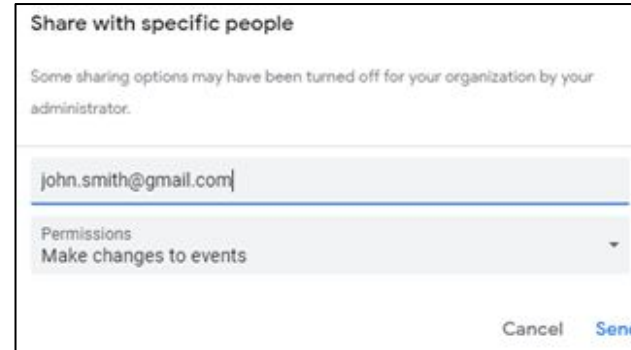 Share with specific people
Some sharing options may have been turned off for your organization by your
administrator.
john.smith@gmail.com
Permissions
Make changes to events
Cancel Send